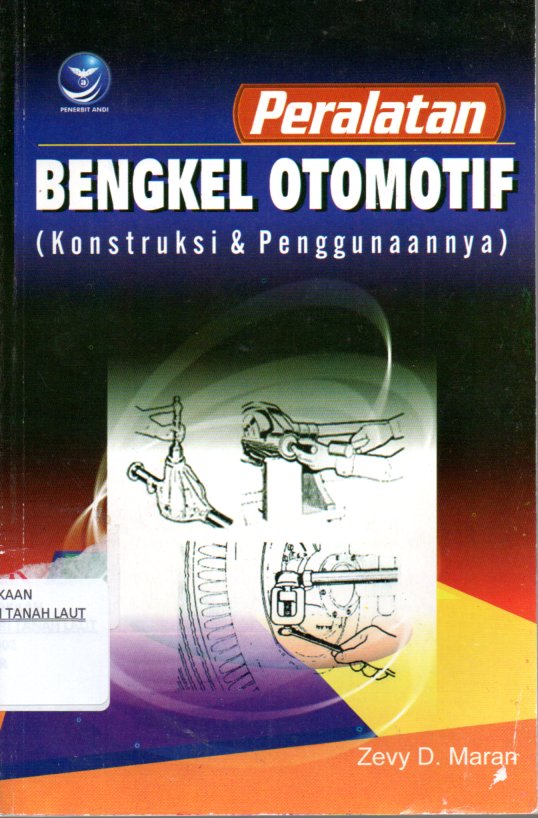 PENERBIT ANDI
Peralatan
BENGKEL OTOMOTIF
(Konstruksi & Penggunaannya)
KAAN
I TANAH LAUT
Zevy D. Maran